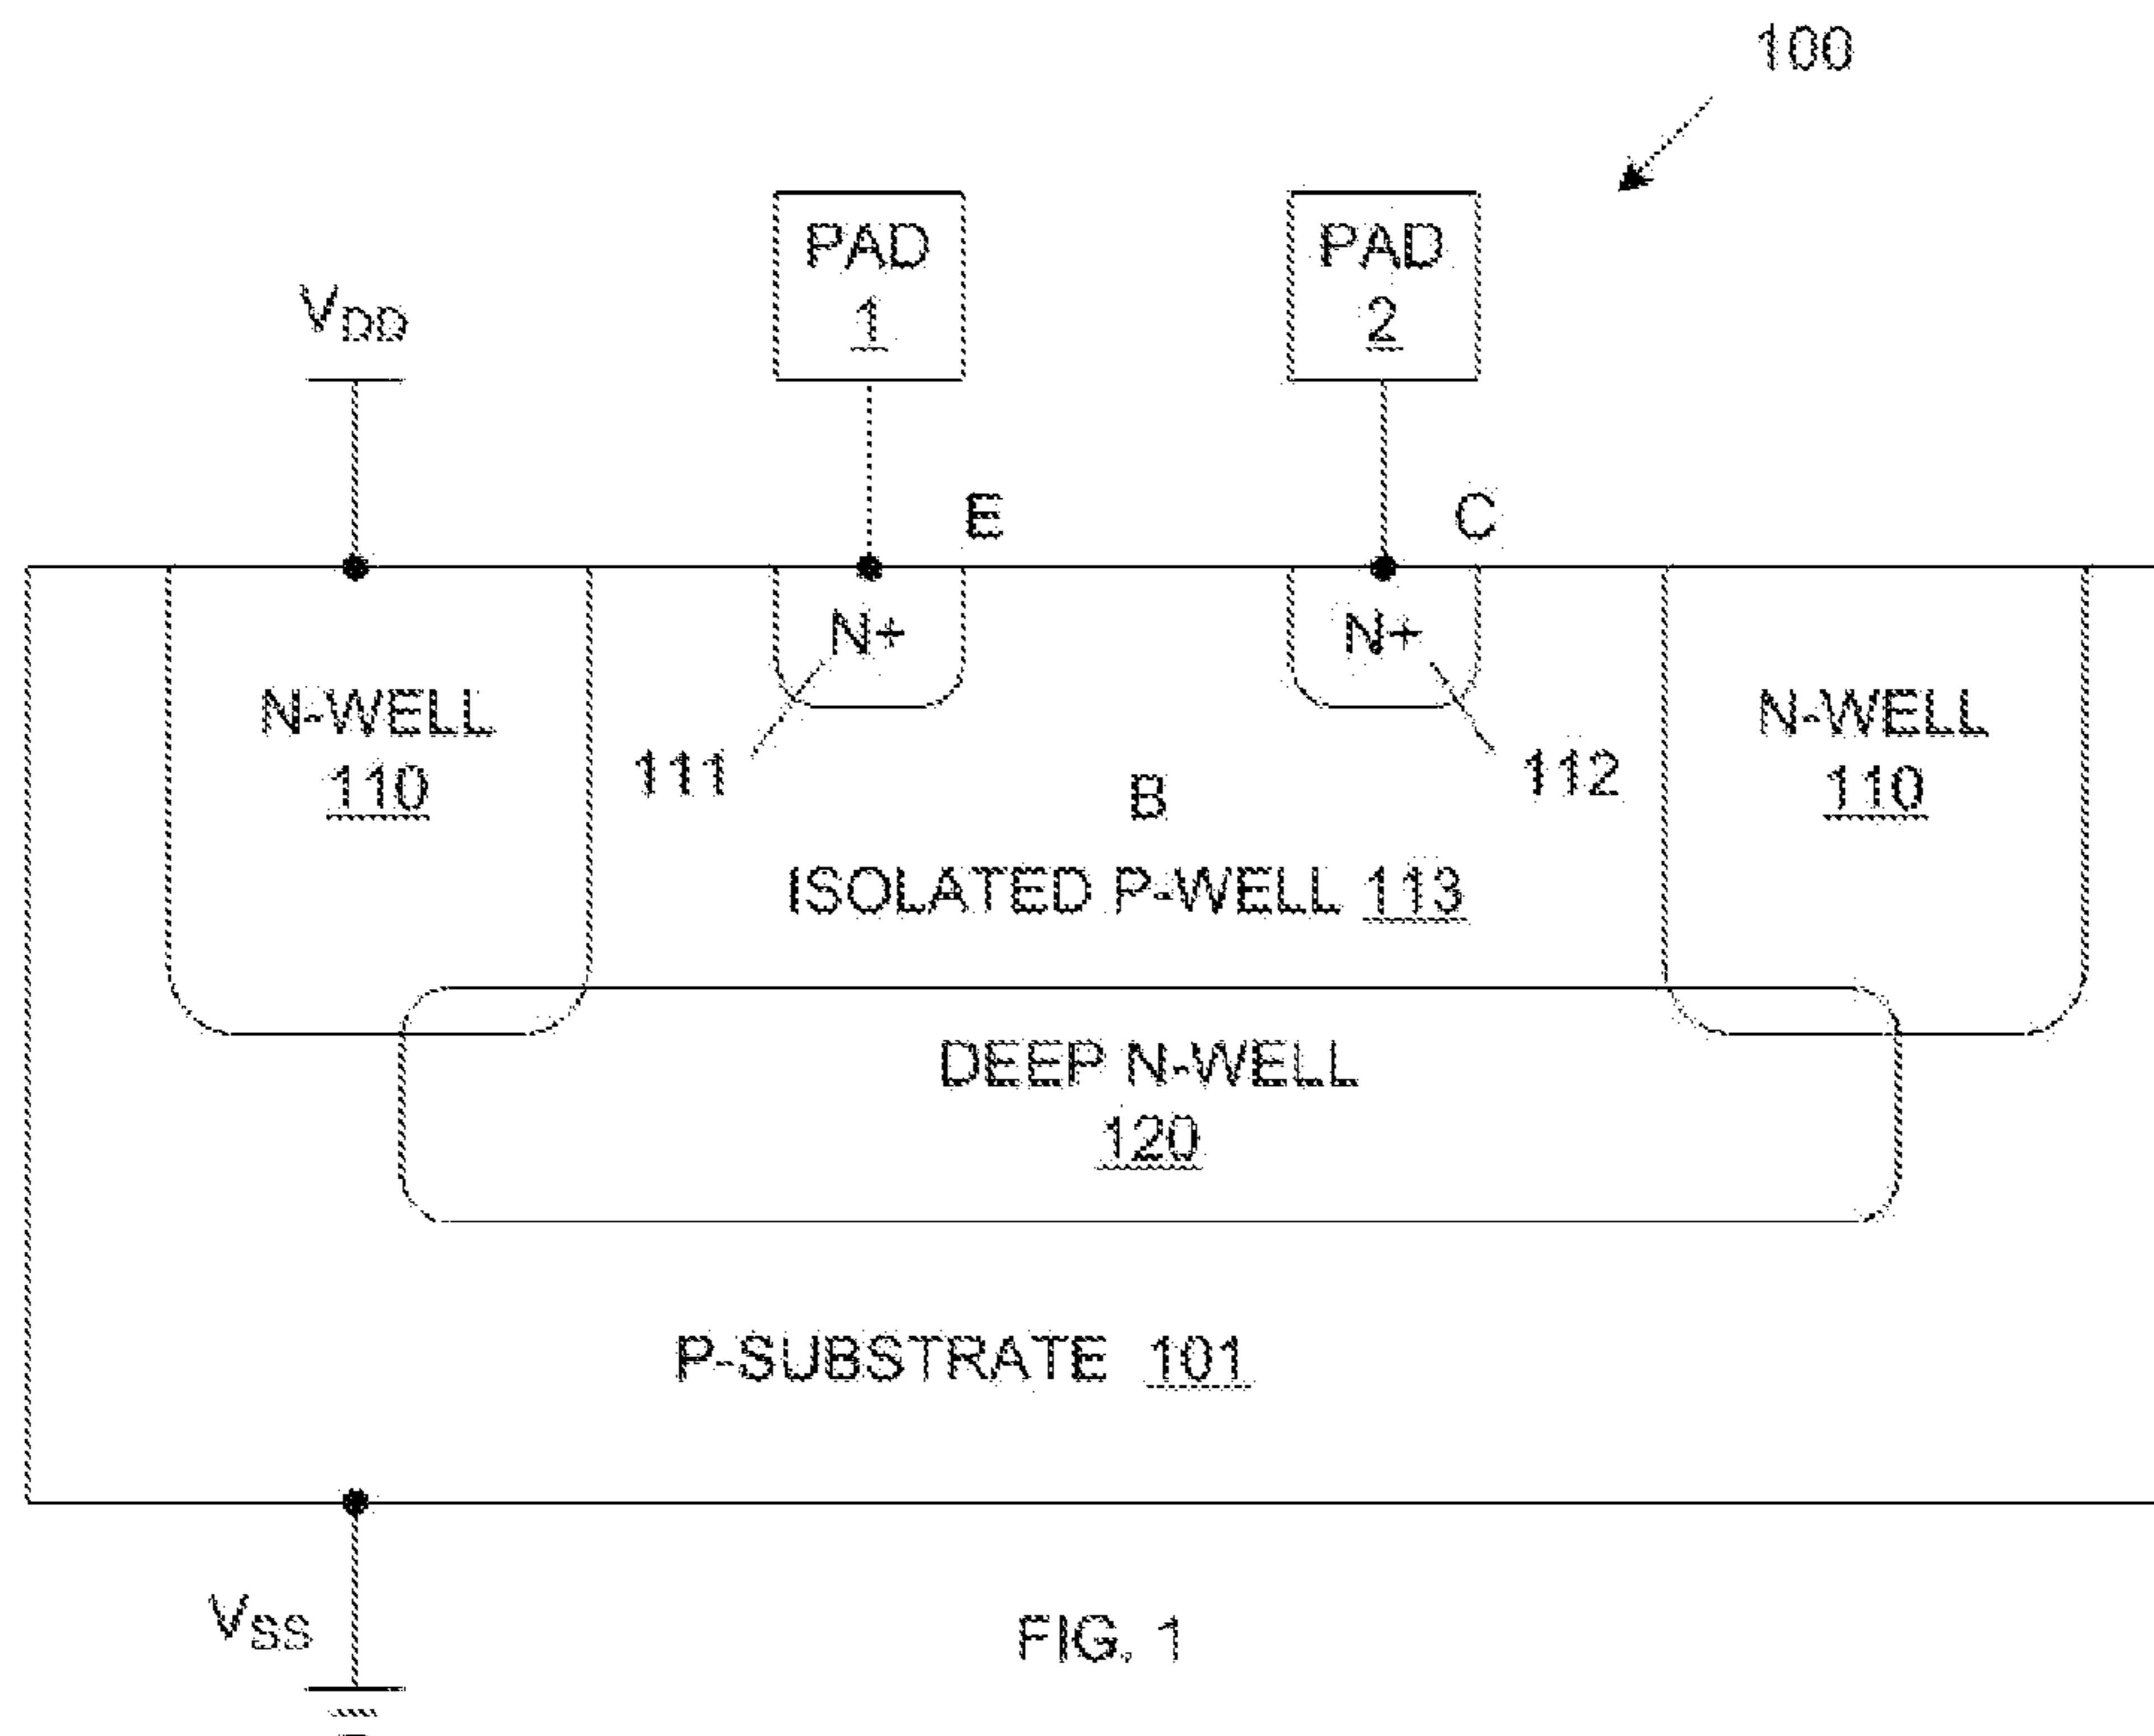 100
PAD
1
PAD
2
VDD
E
C
N+
N+
N-WELL
110
111
112
N-WELL
110
B
ISOLATED P-WELL 113
DEEP N-WELL
120
P-SUBSTRATE 101
VSS
FIG. 1